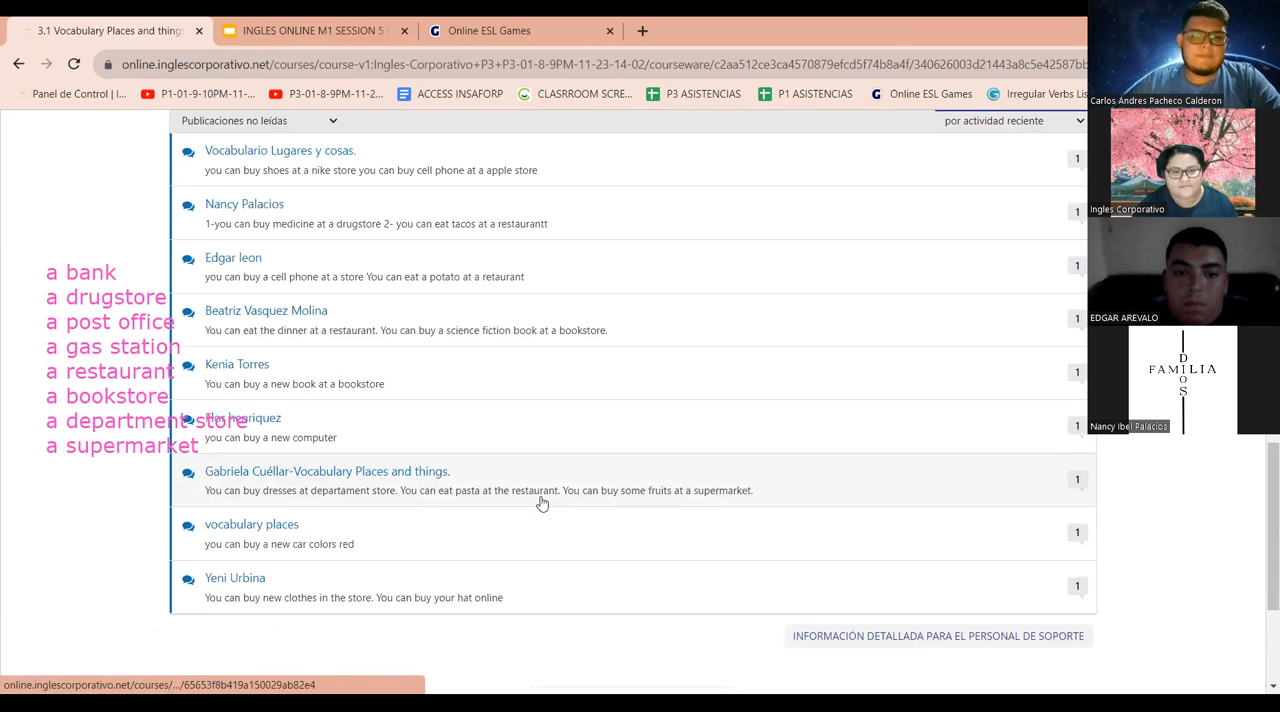 3.1 Vocabulary Places and things
INGLES ONLINE M1 SESSION 5
Online ESL Games
online.inglescorporativo.net/courses/course-v1:Ingles-Corporativo+P3+P3-01-8-9PM-11-23-14-02/courseware/c2aa512ce3ca4570879efcd5f74b8a4f/340626003d21443a8c5e42587bb
Panel de Control | I...
P1-01-9-10PM-11-...
P3-01-8-9PM-11-2...
ACCESS INSAFORP
CLASRROOM SCRE...
P3 ASISTENCIAS
P1 ASISTENCIAS
Online ESL Games
Irregular Verbs Lis
Publicaciones no leídas
por actividad reciente
Vocabulario Lugares y cosas.
you can buy shoes at a nike store you can buy cell phone at a apple store
1
Nancy Palacios
1-you can buy medicine at a drugstore 2- you can eat tacos at a restaurantt
1
Edgar leon
you can buy a cell phone at a store You can eat a potato at a retaurant
1
Beatriz Vasquez Molina
You can eat the dinner at a restaurant. You can buy a science fiction book at a bookstore.
1
Kenia Torres
You can buy a new book at a bookstore
1
henriquez
you can buy a new computer
1
Gabriela Cuéllar-Vocabulary Places and things.
You can buy dresses at departament store. You can eat pasta at the restaurant. You can buy some fruits at a supermarket.
1
vocabulary places
you can buy a new car colors red
1
Yeni Urbina
You can buy new clothes in the store. You can buy your hat online
1
INFORMACIÓN DETALLADA PARA EL PERSONAL DE SOPORTE
a bank
a drugstore
a post office
a gas station
a restaurant
a bookstore
a department store
a supermarket
online.inglescorporativo.net/courses/.../65653f8b419a150029ab82e4
Carlos Andres Pacheco Calderon
Ingles Corporativo
EDGAR AREVALO
DIOS
FAMILIA
Nancy Ibel Palacios